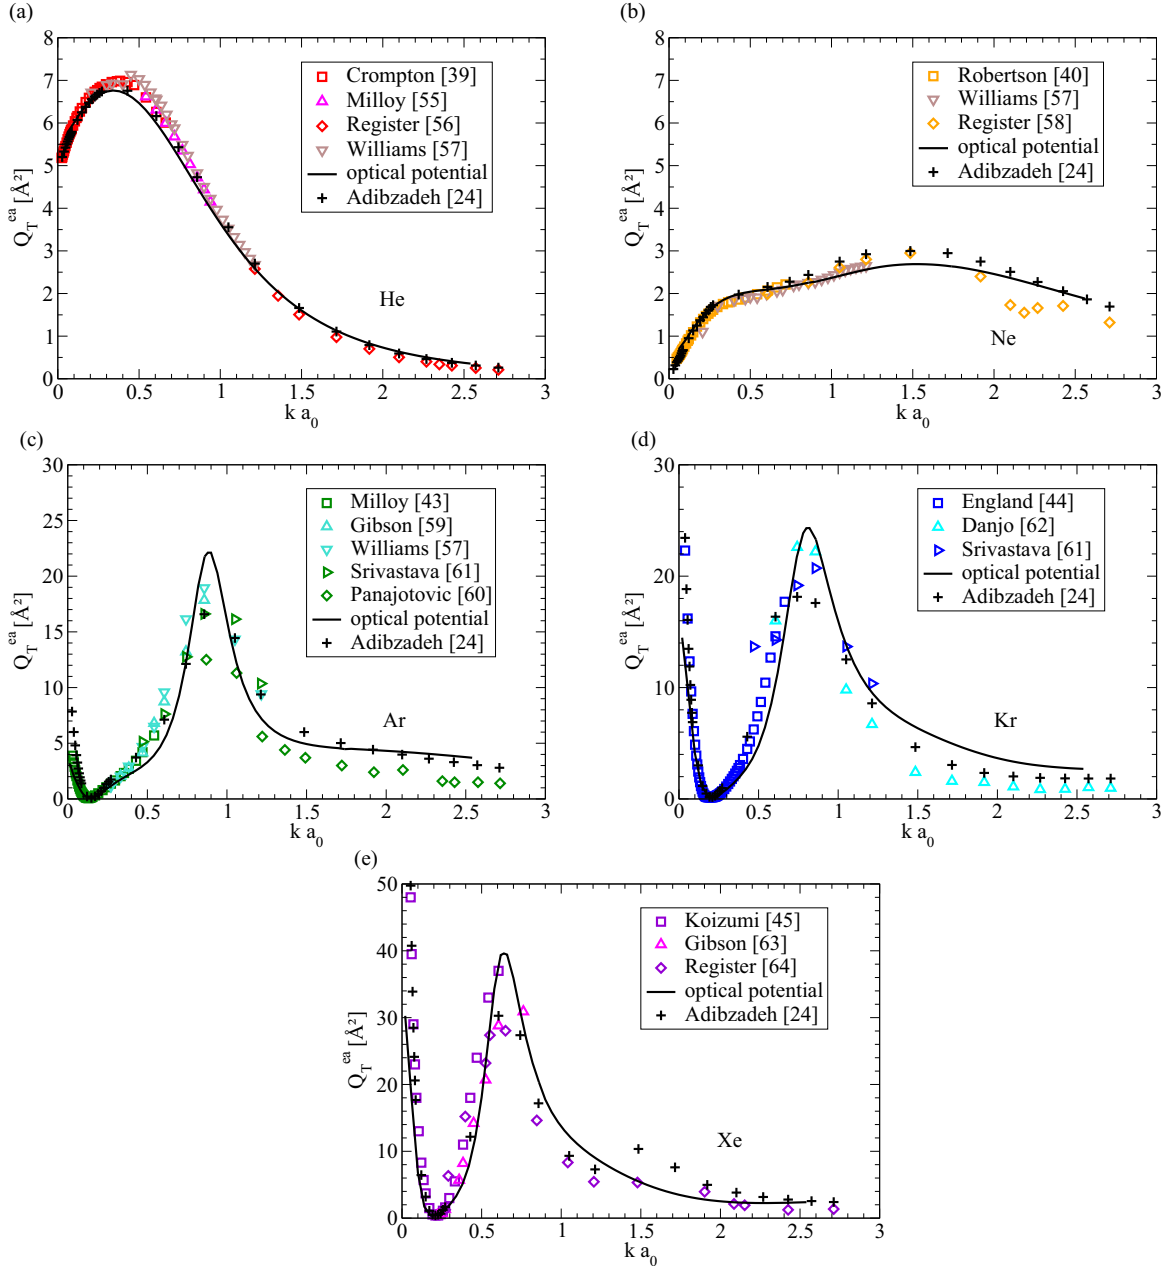 (a)
8
7
6
5
4
3
2
1
0
Q_T^ea [Å²]
Crompton [39]
Milloy [55]
Register [56]
Williams [57]
optical potential
Adibzadeh [24]
He
0 0.5 1 1.5 2 2.5 3
k a₀
(b)
8
7
6
5
4
3
2
1
0
Q_T^ea [Å²]
Robertson [40]
Williams [57]
Register [58]
optical potential
Adibzadeh [24]
Ne
0 0.5 1 1.5 2 2.5 3
k a₀
(c)
30
25
20
15
10
5
0
Q_T^ea [Å²]
Milloy [43]
Gibson [59]
Williams [57]
Srivastava [61]
Panajotovic [60]
optical potential
Adibzadeh [24]
Ar
0 0.5 1 1.5 2 2.5 3
k a₀
(d)
30
20
10
0
Q_T^ea [Å²]
England [44]
Danjo [62]
Srivastava [61]
optical potential
Adibzadeh [24]
Kr
0 0.5 1 1.5 2 2.5 3
k a₀
(e)
50
40
30
20
10
0
Q_T^ea [Å²]
Koizumi [45]
Gibson [63]
Register [64]
optical potential
Adibzadeh [24]
Xe
0 0.5 1 1.5 2 2.5 3
k a₀